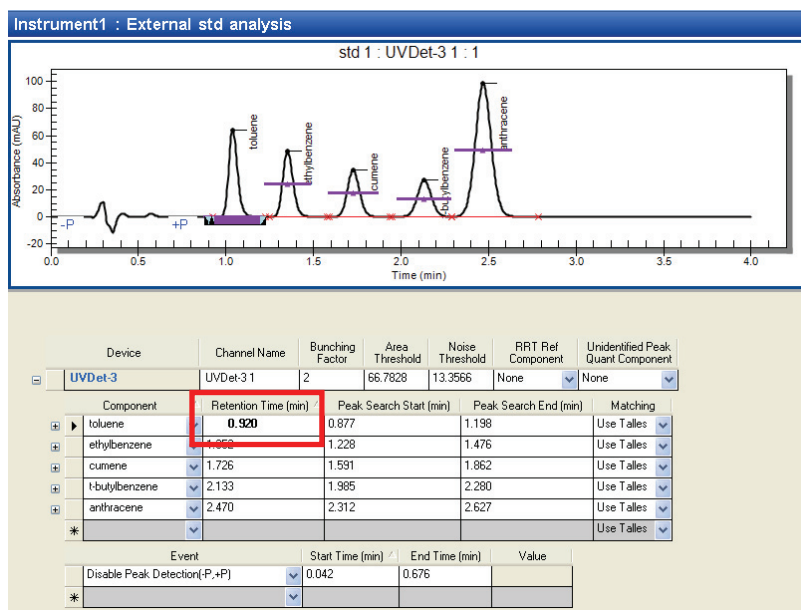 Instrument1 : External std analysis
std 1 : UVDet-3 1 : 1
Absorbance (mAU)
100
80
60
40
20
0
-20
-P
+P
toluene
ethylbenzene
cumene
t-butylbenzene
anthracene
0.0 0.5 1.0 1.5 2.0 2.5 3.0 3.5 4.0
Time (min)
Device Channel Name Bunching Factor Area Threshold Noise Threshold RRT Ref Component Unidentified Peak Quant Component
UVDet-3 UVDet-3 1 2 66.7828 13.3566 None None
Component Retention Time (min) Peak Search Start (min) Peak Search End (min) Matching
toluene 0.920 0.877 1.198 Use Talles
ethylbenzene 1.352 1.228 1.476 Use Talles
cumene 1.726 1.591 1.862 Use Talles
t-butylbenzene 2.133 1.985 2.280 Use Talles
anthracene 2.470 2.312 2.627 Use Talles
* Use Talles
Event Start Time (min) End Time (min) Value
Disable Peak Detection(-P,+P) 0.042 0.676
*